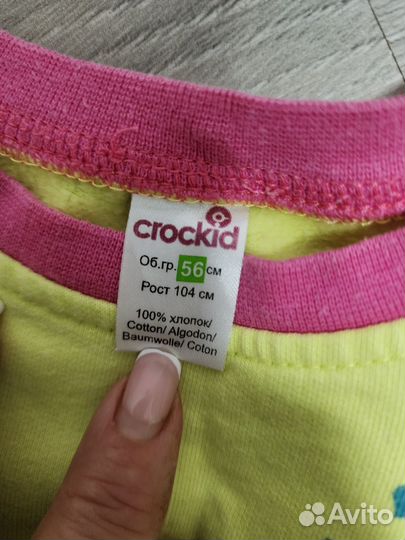 crockid
Об.гр. 56 см
Рост 104 см
100% хлопок/
Cotton/ Algodon/
Baumwolle/ Coton
Avito